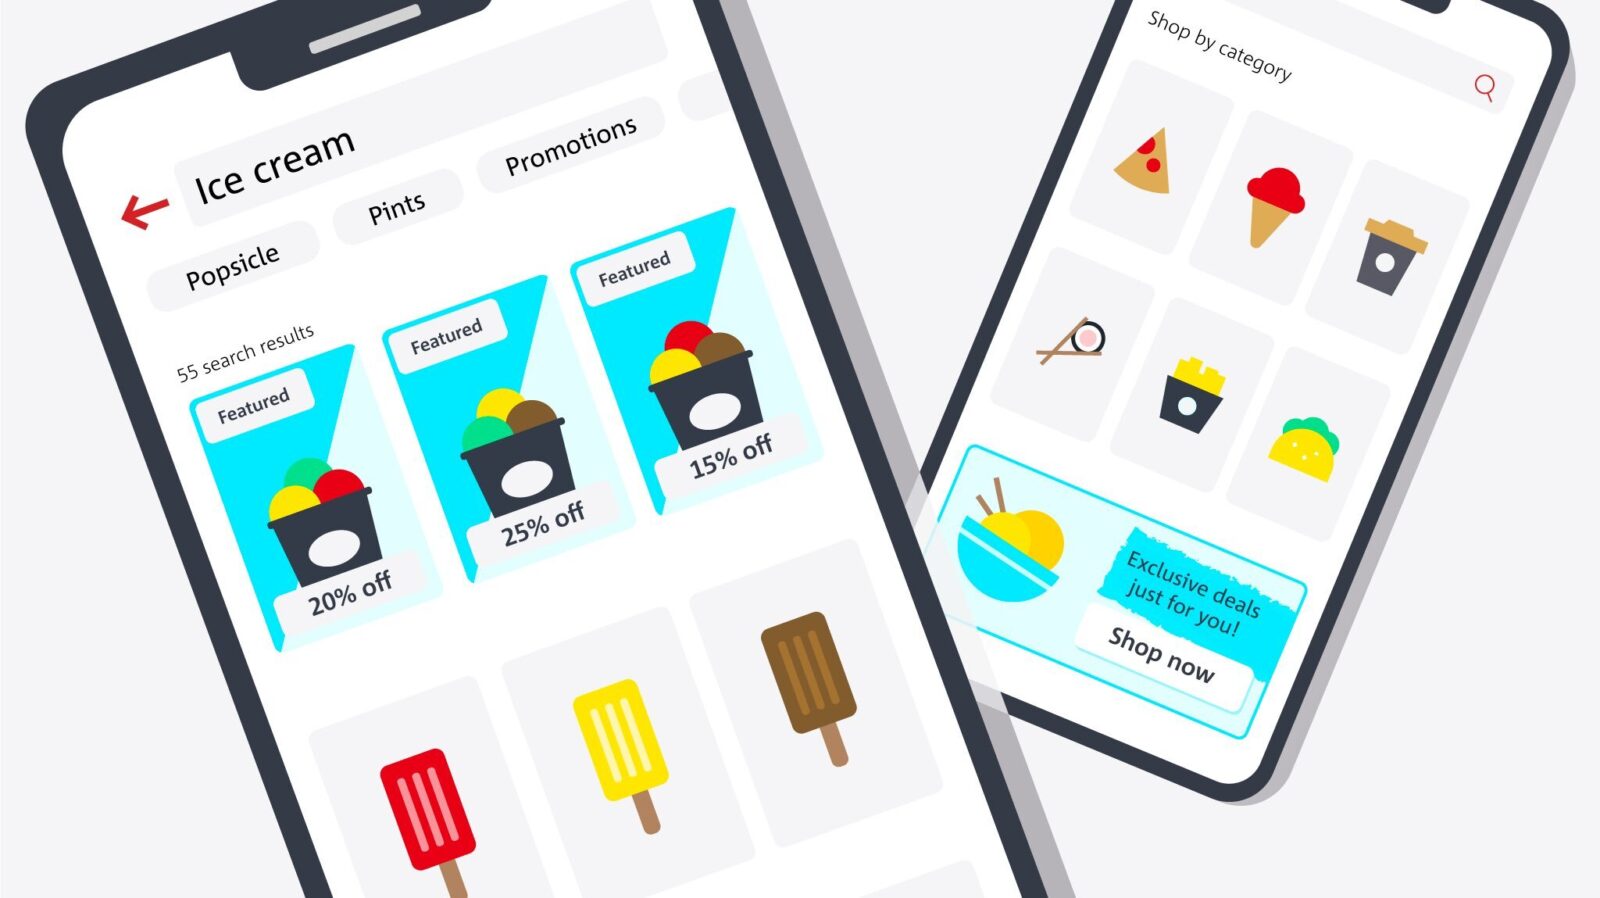 Ice cream
Popsicle
Pints
Promotions
55 search results
Featured
20% off
Featured
25% off
Featured
15% off
Shop by category
Exclusive deals
just for you!
Shop now